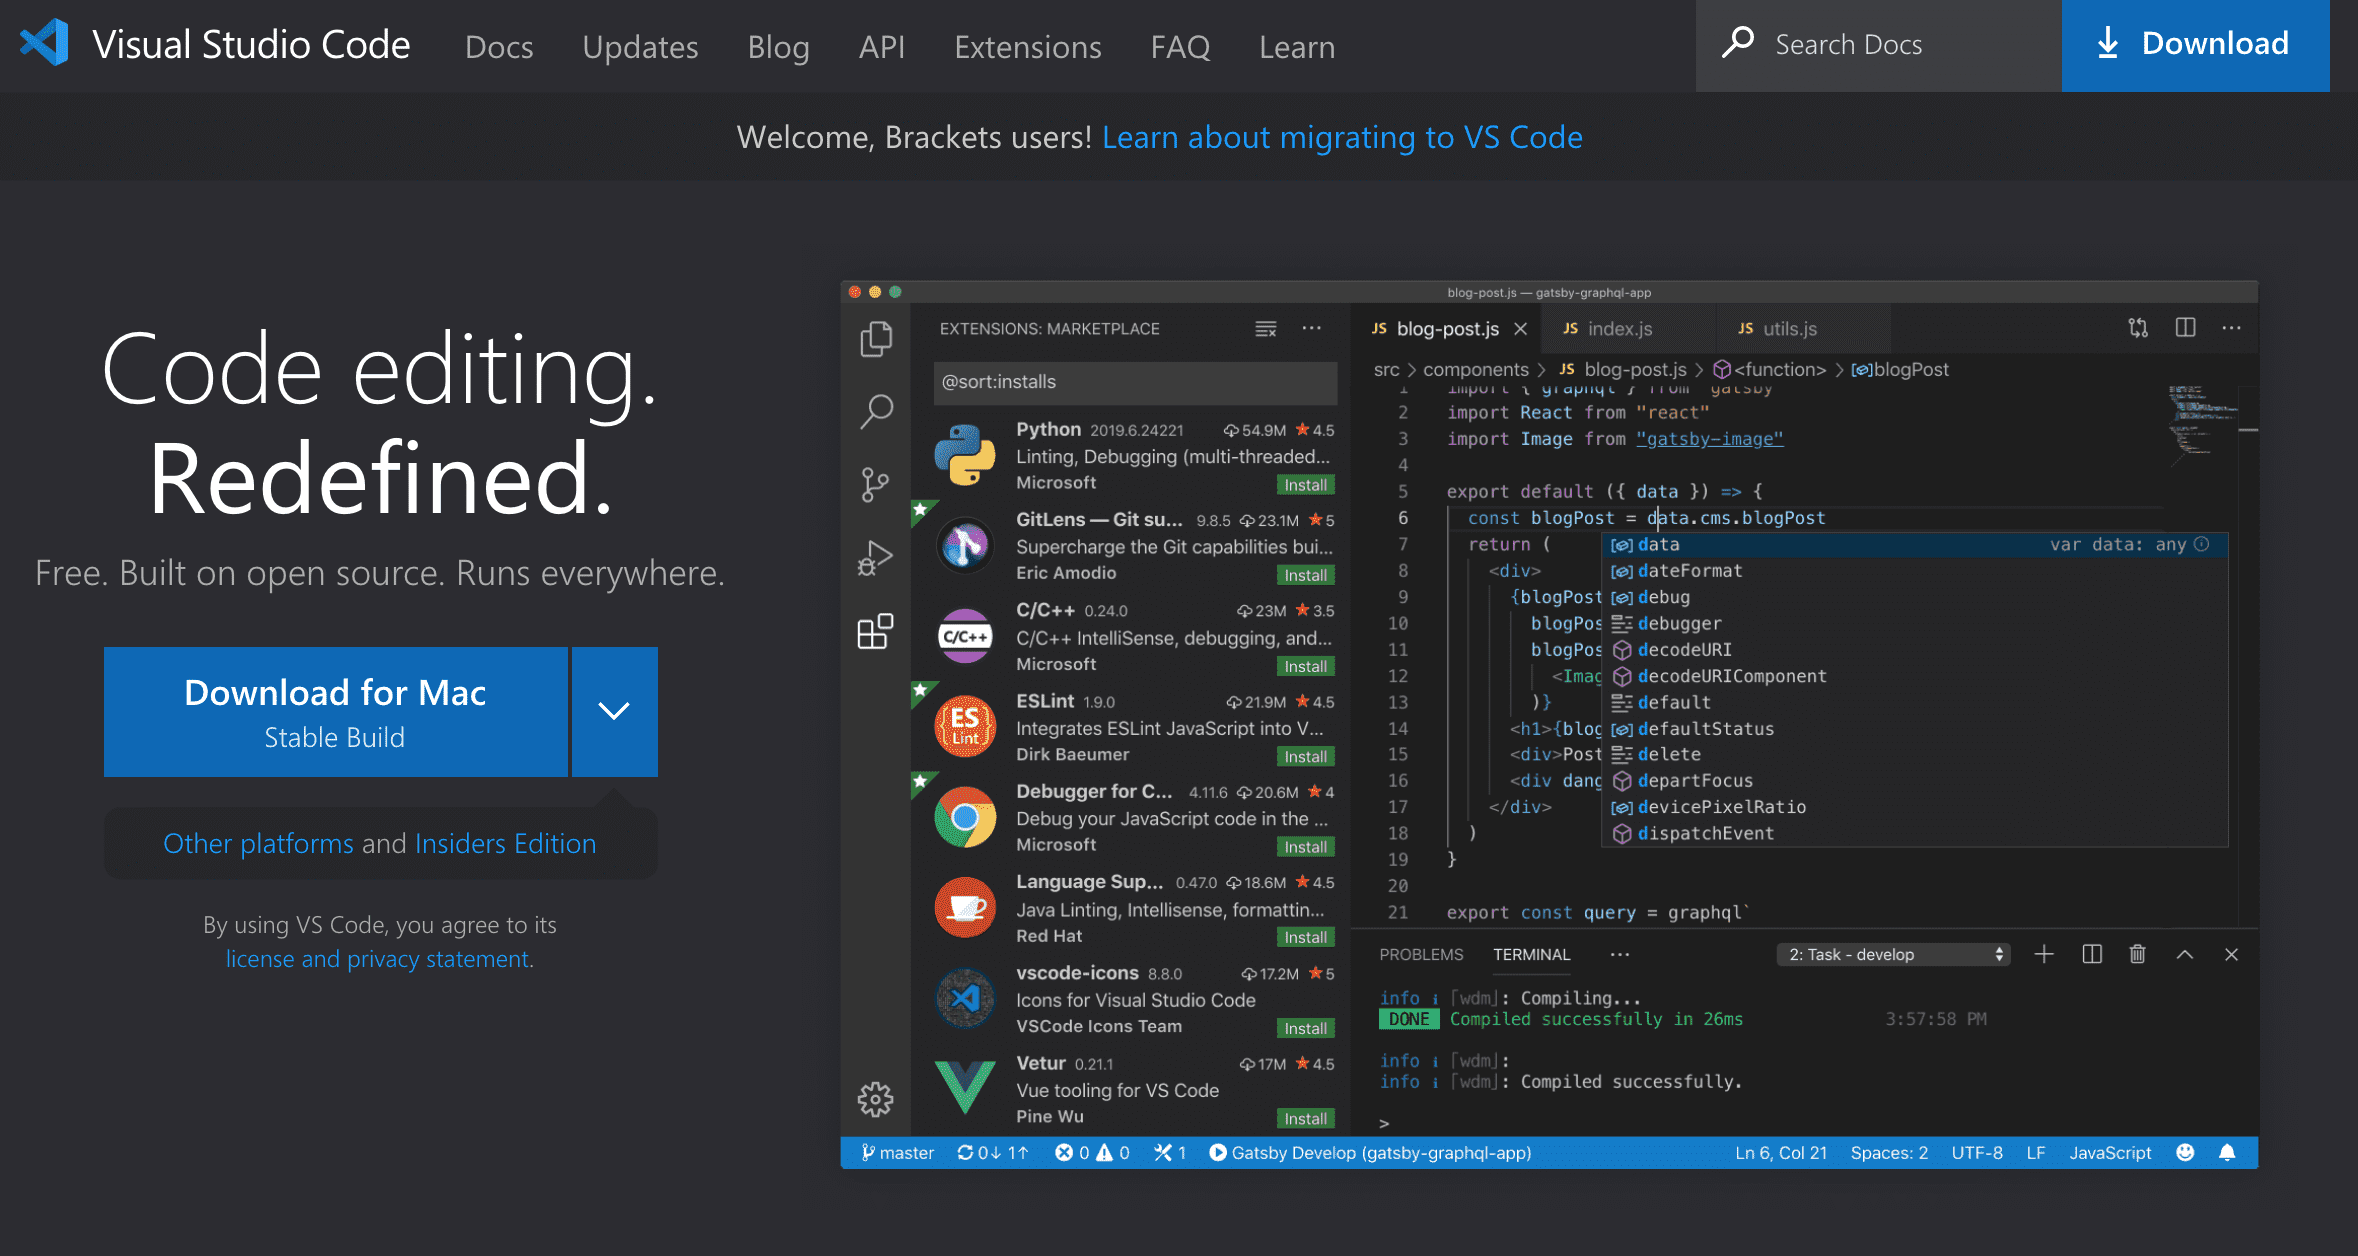 Visual Studio Code Docs Updates Blog API Extensions FAQ Learn Search Docs Download
Welcome, Brackets users! Learn about migrating to VS Code
Code editing.
Redefined.
Free. Built on open source. Runs everywhere.
Download for Mac
Stable Build
Other platforms and Insiders Edition
By using VS Code, you agree to its
license and privacy statement.
blog-post.js — gatsby-graphql-app
EXTENSIONS: MARKETPLACE
@sort:installs
Python 2019.6.24221 54.9M 4.5
Linting, Debugging (multi-threaded...
Microsoft Install
GitLens — Git su... 9.8.5 23.1M 5
Supercharge the Git capabilities bui...
Eric Amodio Install
C/C++
C/C++ 0.24.0 23M 3.5
C/C++ IntelliSense, debugging, and...
Microsoft Install
ES
Lint
ESLint 1.9.0 21.9M 4.5
Integrates ESLint JavaScript into V...
Dirk Baeumer Install
Debugger for C... 4.11.6 20.6M 4
Debug your JavaScript code in the ...
Microsoft Install
Language Sup... 0.47.0 18.6M 4.5
Java Linting, Intellisense, formattin...
Red Hat Install
vscode-icons 8.8.0 17.2M 5
Icons for Visual Studio Code
VSCode Icons Team Install
Vetur 0.21.1 17M 4.5
Vue tooling for VS Code
Pine Wu Install
JS blog-post.js JS index.js JS utils.js
src > components > JS blog-post.js > <function> > blogPost
1 import { graphql } from "gatsby
2 import React from "react"
3 import Image from "gatsby-image"
4
5 export default ({ data }) => {
6 const blogPost = data.cms.blogPost
7 return (
8 <div>
9 {blogPost
10 blogPos
11 blogPos
12 <Imag
13 )}
14 <h1>{blog
15 <div>Post
16 <div dang
17 </div>
18 )
19 }
20
21 export const query = graphql`
data var data: any
dateFormat
debug
debugger
decodeURI
decodeURIComponent
default
defaultStatus
delete
departFocus
devicePixelRatio
dispatchEvent
PROBLEMS TERMINAL ... 2: Task - develop
info i ｢wdm｣: Compiling...
DONE Compiled successfully in 26ms 3:57:58 PM
info i ｢wdm｣:
info i ｢wdm｣: Compiled successfully.
>
master 0↓ 1↑ 0 0 1 Gatsby Develop (gatsby-graphql-app) Ln 6, Col 21 Spaces: 2 UTF-8 LF JavaScript